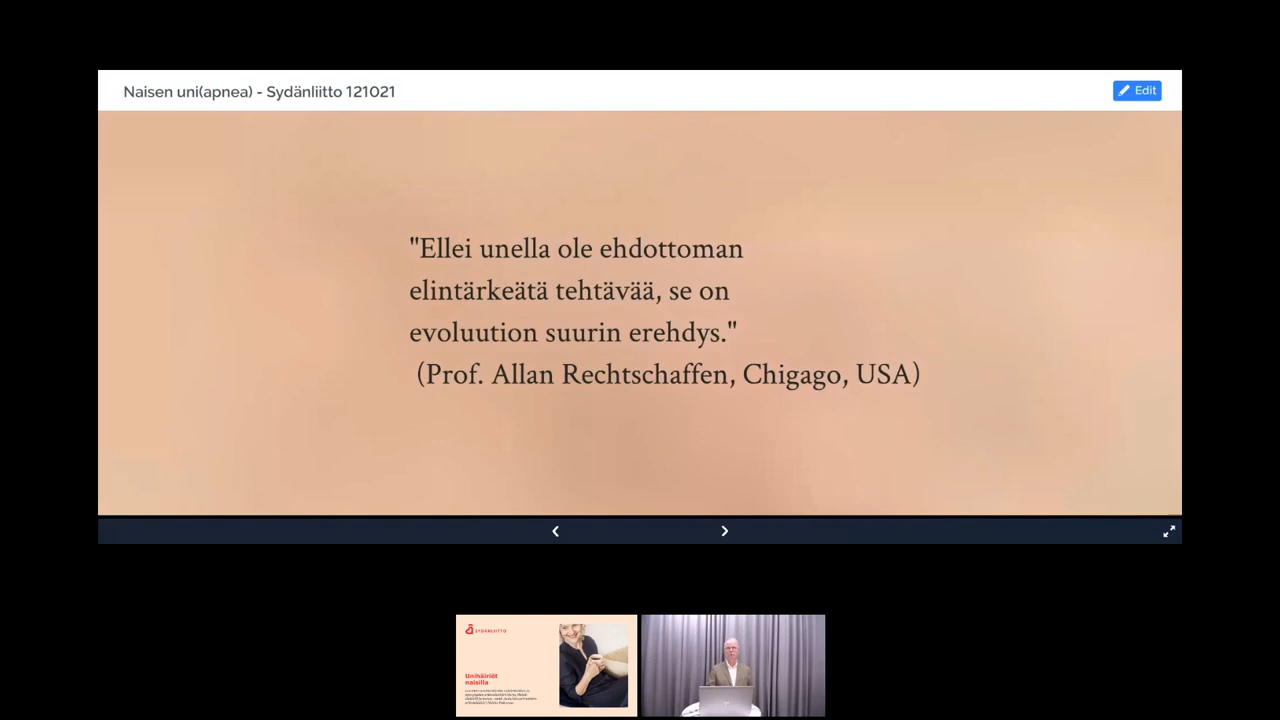 Naisen uni(apnea) - Sydänliitto 121021
Edit
"Ellei unella ole ehdottoman
elintärkeätä tehtävää, se on
evoluution suurin erehdys."
(Prof. Allan Rechtschaffen, Chigago, USA)
SYDÄNLIITTO
Unihäiriöt
naisilla